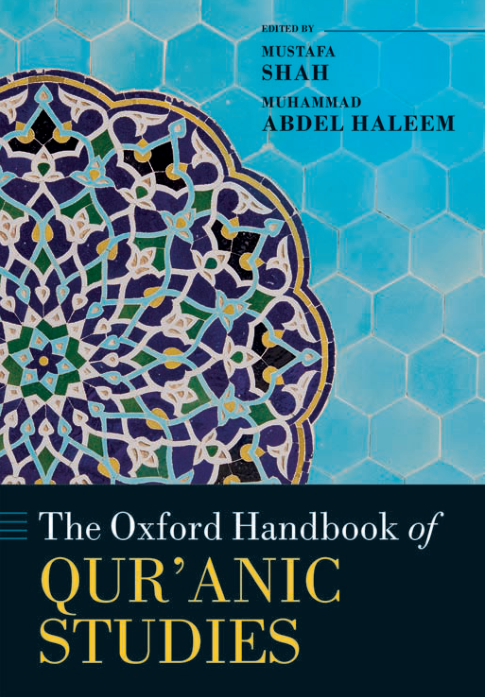 EDITED BY
MUSTAFA
SHAH
MUHAMMAD
ABDEL HALEEM
The Oxford Handbook of
QUR’ANIC
STUDIES